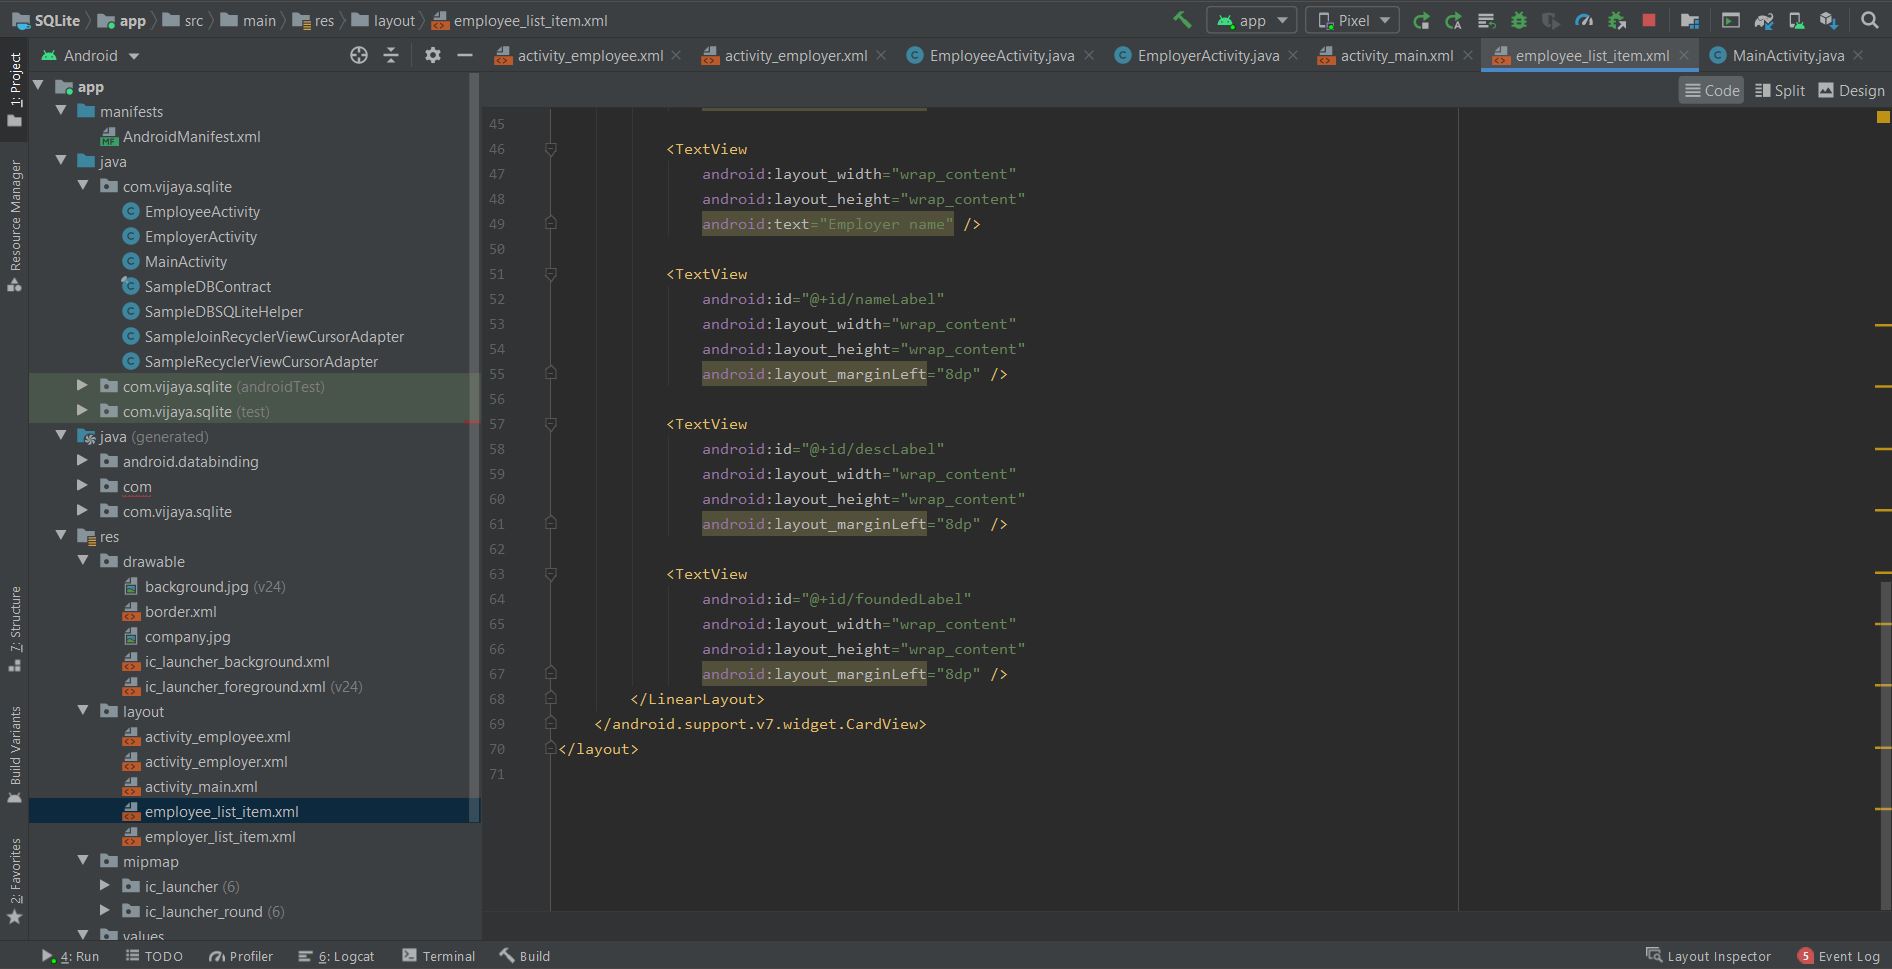 SQLite app src main res layout employee_list_item.xml app Pixel
Android activity_employee.xml activity_employer.xml EmployeeActivity.java EmployerActivity.java activity_main.xml employee_list_item.xml MainActivity.java
Code Split Design
1: Project
Resource Manager
7: Structure
Build Variants
2: Favorites
app
manifests
AndroidManifest.xml
java
com.vijaya.sqlite
EmployeeActivity
EmployerActivity
MainActivity
SampleDBContract
SampleDBSQLiteHelper
SampleJoinRecyclerViewCursorAdapter
SampleRecyclerViewCursorAdapter
com.vijaya.sqlite (androidTest)
com.vijaya.sqlite (test)
java (generated)
android.databinding
com
com.vijaya.sqlite
res
drawable
background.jpg (v24)
border.xml
company.jpg
ic_launcher_background.xml
ic_launcher_foreground.xml (v24)
layout
activity_employee.xml
activity_employer.xml
activity_main.xml
employee_list_item.xml
employer_list_item.xml
mipmap
ic_launcher (6)
ic_launcher_round (6)
values
45
46 <TextView
47 android:layout_width="wrap_content"
48 android:layout_height="wrap_content"
49 android:text="Employer name" />
50
51 <TextView
52 android:id="@+id/nameLabel"
53 android:layout_width="wrap_content"
54 android:layout_height="wrap_content"
55 android:layout_marginLeft="8dp" />
56
57 <TextView
58 android:id="@+id/descLabel"
59 android:layout_width="wrap_content"
60 android:layout_height="wrap_content"
61 android:layout_marginLeft="8dp" />
62
63 <TextView
64 android:id="@+id/foundedLabel"
65 android:layout_width="wrap_content"
66 android:layout_height="wrap_content"
67 android:layout_marginLeft="8dp" />
68 </LinearLayout>
69 </android.support.v7.widget.CardView>
70 </layout>
71
4: Run TODO Profiler 6: Logcat Terminal Build Layout Inspector 5 Event Log